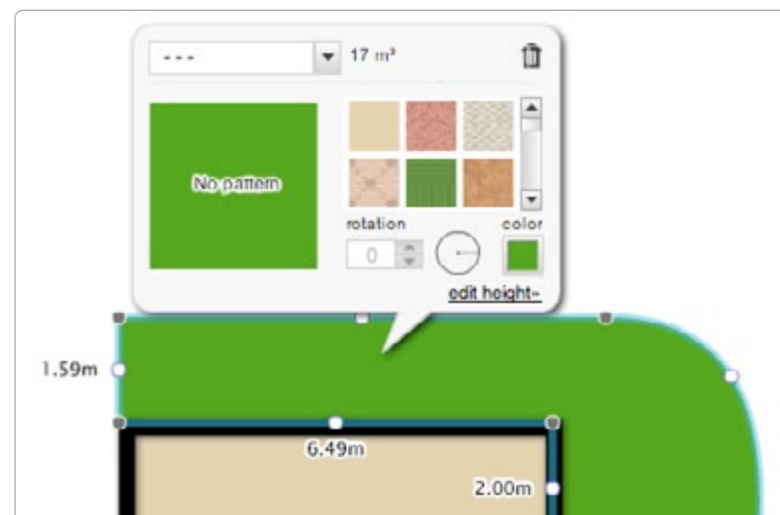 ---
17 m²
No pattern
rotation
color
0
edit height»
1.59m
6.49m
2.00m